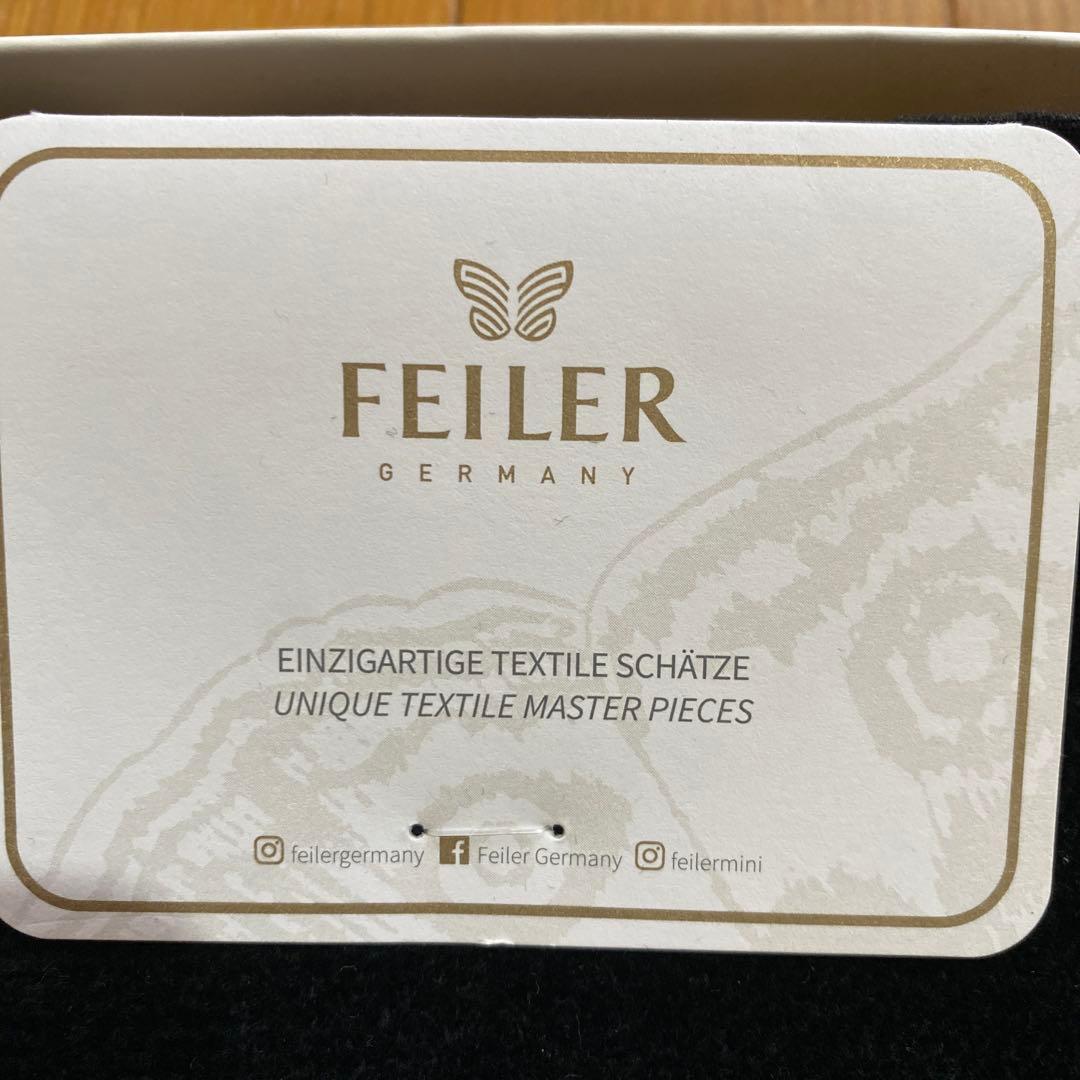 FEILER
GERMANY
EINZIGARTIGE TEXTILE SCHÄTZE
UNIQUE TEXTILE MASTER PIECES
feilergermany Feiler Germany feilermini